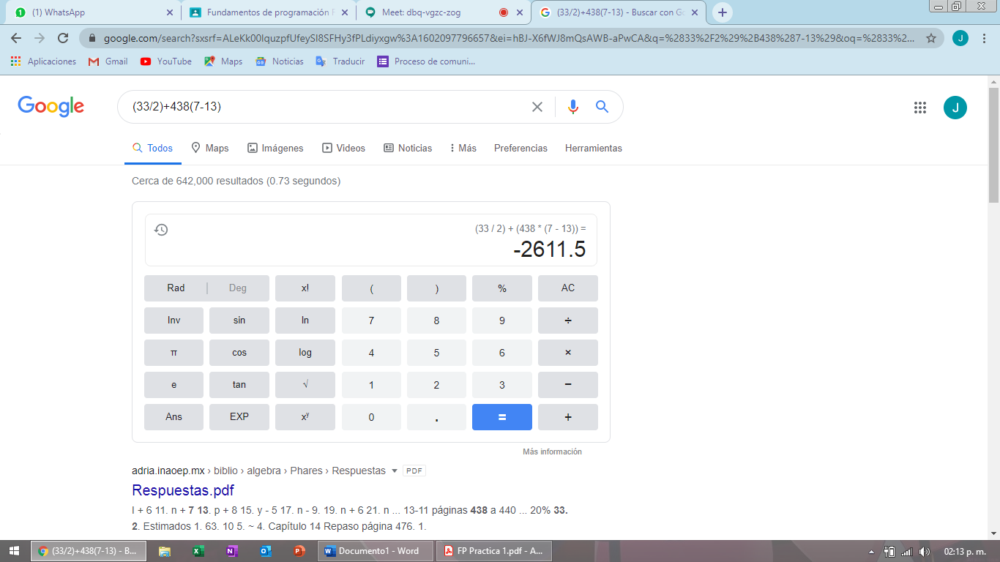 (1) WhatsApp
Fundamentos de programación
Meet: dbq-vgzc-zog
(33/2)+438(7-13) - Buscar con Go
google.com/search?sxsrf=ALeKk00IquzpfUfeySI8SFHy3fPLdiyxgw%3A1602097796657&ei=hBJ-X6fWJ8mQsAWB-aPwCA&q=%2833%2F2%29%2B438%287-13%29&oq=%2833%...
J
Aplicaciones
Gmail
YouTube
Maps
Noticias
Traducir
Proceso de comuni...
Google
(33/2)+438(7-13)
J
Todos
Maps
Imágenes
Videos
Noticias
Más
Preferencias
Herramientas
Cerca de 642,000 resultados (0.73 segundos)
(33 / 2) + (438 * (7 - 13)) =
-2611.5
Rad | Deg x! ( ) % AC
Inv sin ln 7 8 9 ÷
π cos log 4 5 6 ×
e tan √ 1 2 3 −
Ans EXP xʸ 0 . = +
Más información
adria.inaoep.mx › biblio › algebra › Phares › Respuestas PDF
Respuestas.pdf
l + 6 11. n + 7 13. p + 8 15. y - 5 17. n - 9. 19. n + 6 21. n ... 13-11 páginas 438 a 440 ... 20% 33.
2. Estimados 1. 63. 10 5. ~ 4. Capítulo 14 Repaso página 476. 1.
(33/2)+438(7-13) - B...
Documento1 - Word
FP Practica 1.pdf - A...
02:13 p. m.